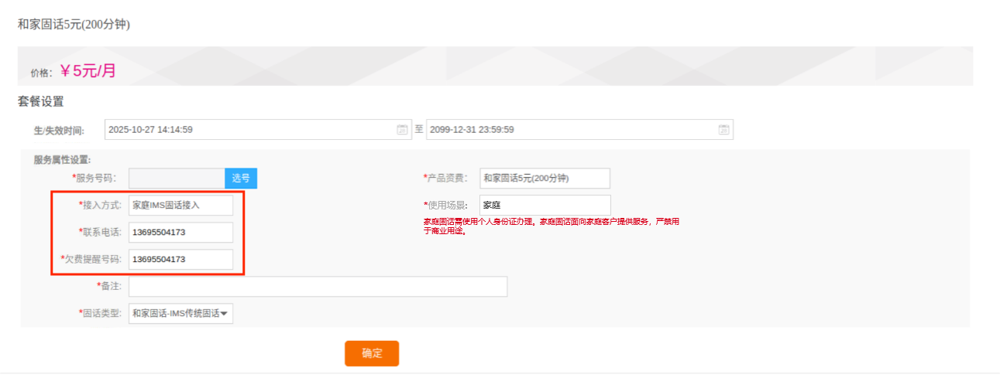 和家固话5元(200分钟)
价格：￥5元/月
套餐设置
生/失效时间: 2025-10-27 14:14:59 至 2099-12-31 23:59:59
服务属性设置:
*服务号码: 选号 *产品资费: 和家固话5元(200分钟)
*接入方式: 家庭IMS固话接入 *使用场景: 家庭
家庭固话需使用个人身份证办理。家庭固话面向家庭客户提供服务，严禁用
于商业用途。
*联系电话: 13695504173
*欠费提醒号码: 13695504173
*备注:
*固话类型: 和家固话-IMS传统固话
确定